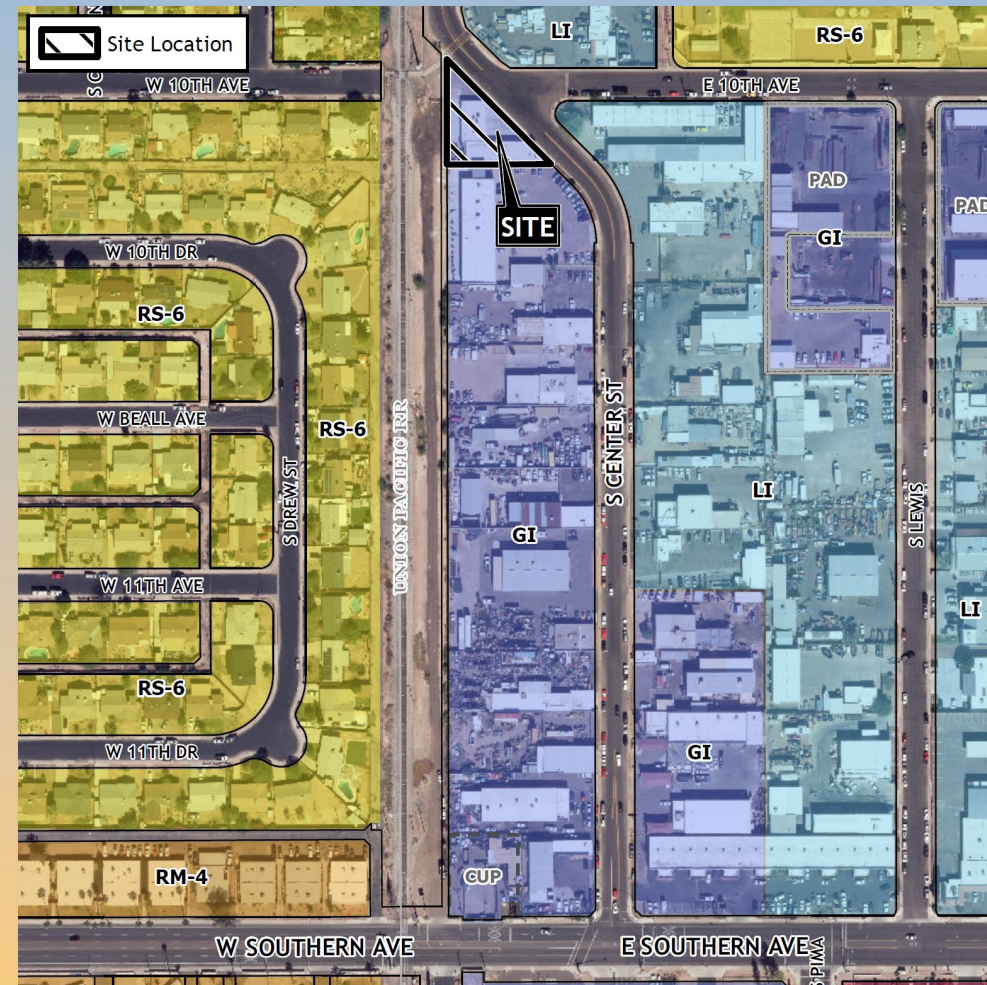 Site Location
LI
RS-6
W 10TH AVE
E 10TH AVE
PAD
PAD
SITE
GI
W 10TH DR
RS-6
W BEALL AVE
RS-6
S DREW ST
UNION PACIFIC RR
S CENTER ST
LI
S LEWIS
GI
W 11TH AVE
LI
RS-6
W 11TH DR
GI
RM-4
CUP
W SOUTHERN AVE
E SOUTHERN AVE
S PIMA